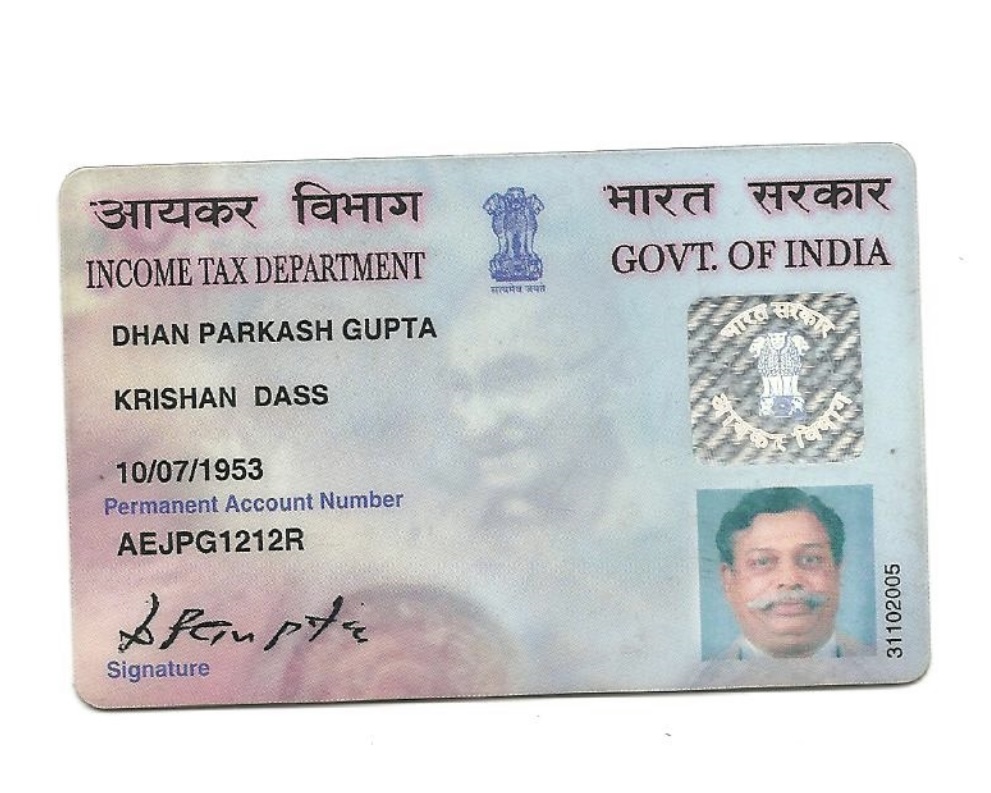 आयकर विभाग
भारत सरकार
INCOME TAX DEPARTMENT
GOVT. OF INDIA
सत्यमेव जयते
DHAN PARKASH GUPTA
भारत सरकार
आयकर विभाग
KRISHAN DASS
10/07/1953
Permanent Account Number
AEJPG1212R
DPGupta
Signature
31102005